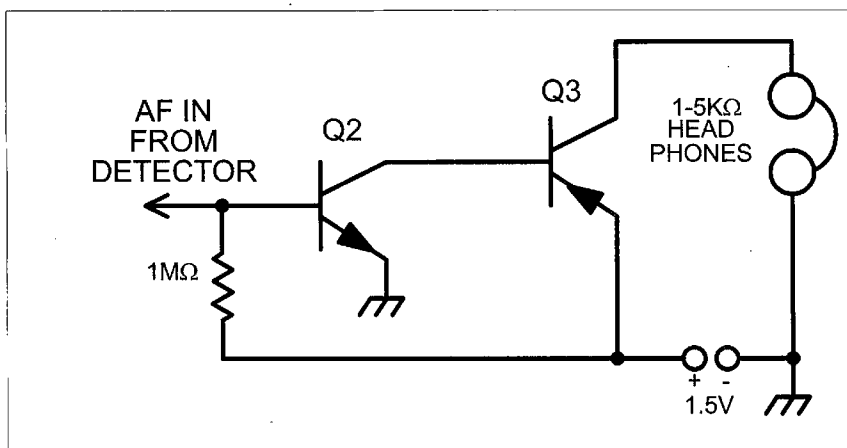 AF IN
FROM
DETECTOR
Q2
Q3
1-5KΩ
HEAD
PHONES
1MΩ
+ -
1.5V